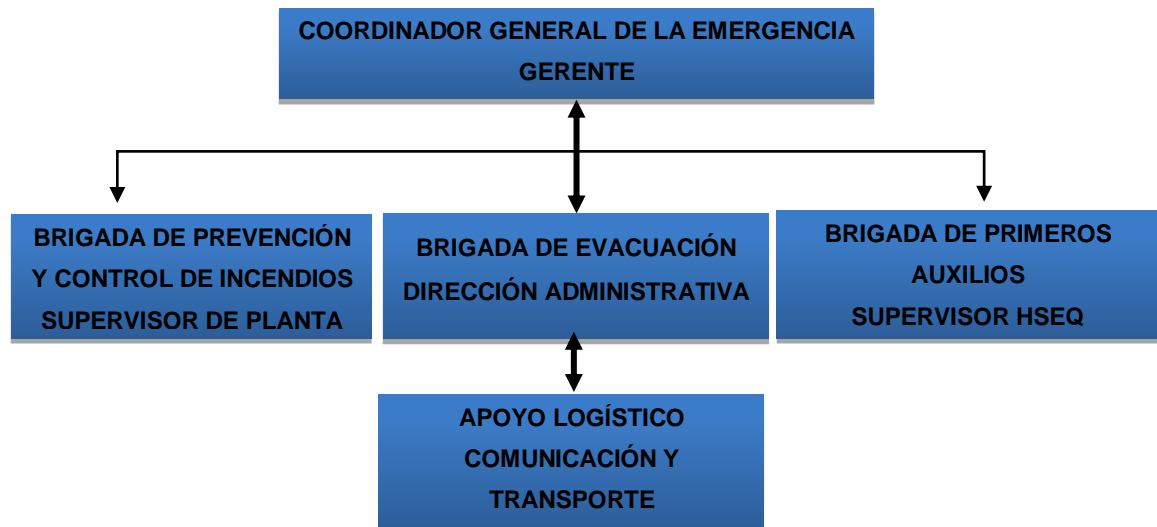 COORDINADOR GENERAL DE LA EMERGENCIA
GERENTE
BRIGADA DE PREVENCIÓN
Y CONTROL DE INCENDIOS
SUPERVISOR DE PLANTA
BRIGADA DE EVACUACIÓN
DIRECCIÓN ADMINISTRATIVA
BRIGADA DE PRIMEROS
AUXILIOS
SUPERVISOR HSEQ
APOYO LOGÍSTICO
COMUNICACIÓN Y
TRANSPORTE